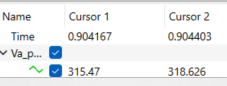 Name Cursor 1 Cursor 2
Time 0.904167 0.904403
Va_p...
315.47 318.626